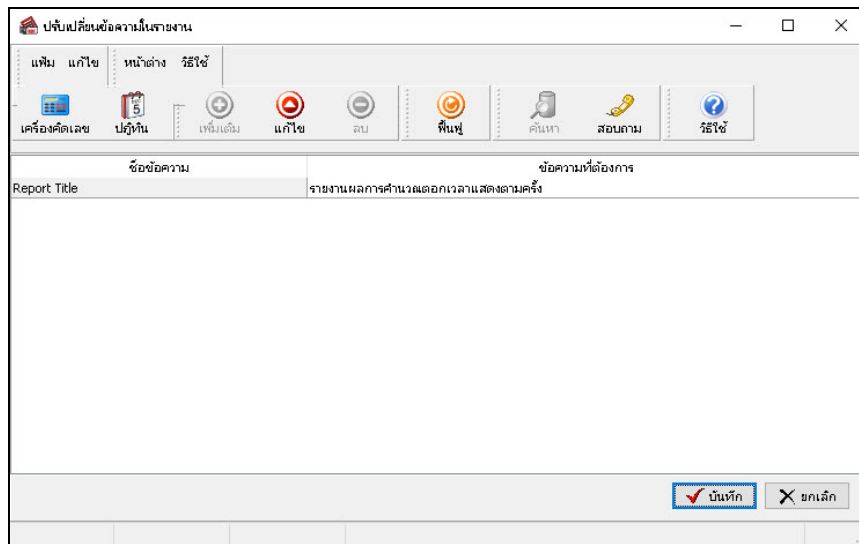 ปรับเปลี่ยนข้อความในรายงาน
แฟ้ม แก้ไข หน้าต่าง วิธีใช้
5
เครื่องคิดเลข ปฏิทิน เพิ่มเติม แก้ไข ลบ ฟื้นฟู ค้นหา สอบถาม วิธีใช้
ชื่อข้อความ ข้อความที่ต้องการ
Report Title รายงานผลการคำนวณตอกเวลาแสดงตามครั้ง
บันทึก ยกเลิก